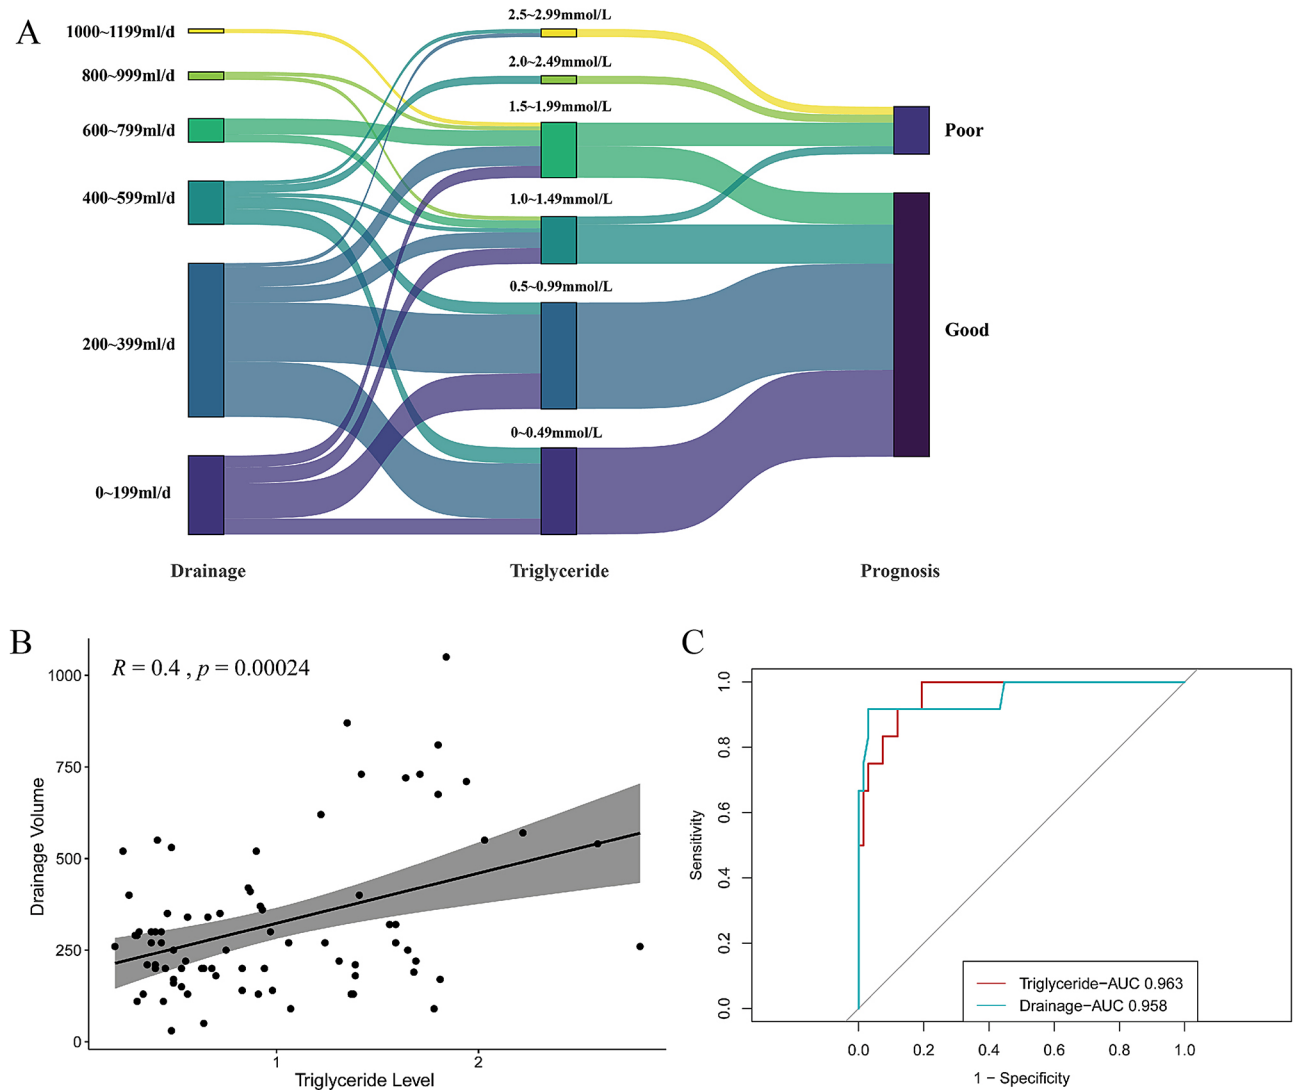 A
1000~1199ml/d
800~999ml/d
600~799ml/d
400~599ml/d
200~399ml/d
0~199ml/d
2.5~2.99mmol/L
2.0~2.49mmol/L
1.5~1.99mmol/L
1.0~1.49mmol/L
0.5~0.99mmol/L
0~0.49mmol/L
Poor
Good
Drainage
Triglyceride
Prognosis
B
R = 0.4 , p = 0.00024
Drainage Volume
1000
750
500
250
0
1
2
Triglyceride Level
C
Sensitivity
1.0
0.8
0.6
0.4
0.2
0.0
Triglyceride−AUC 0.963
Drainage−AUC 0.958
0.0
0.2
0.4
0.6
0.8
1.0
1 − Specificity